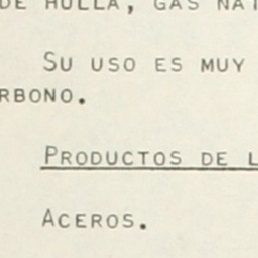 DE HULLA, GAS NAT
SU USO ES MUY
RBONO.
PRODUCTOS DE L
ACEROS.